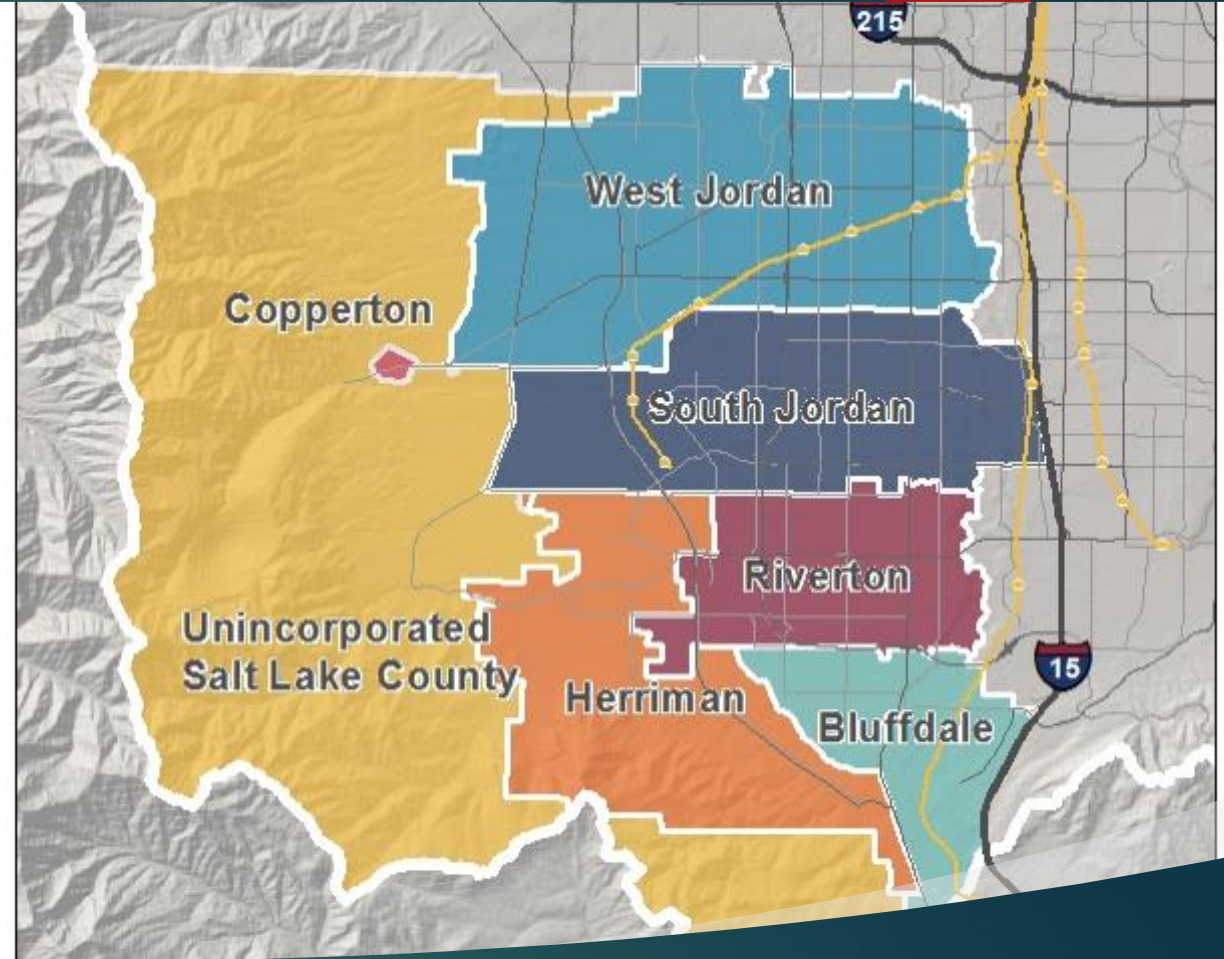 215
West Jordan
Copperton
South Jordan
Riverton
Unincorporated
Salt Lake County
15
Herriman
Bluffdale